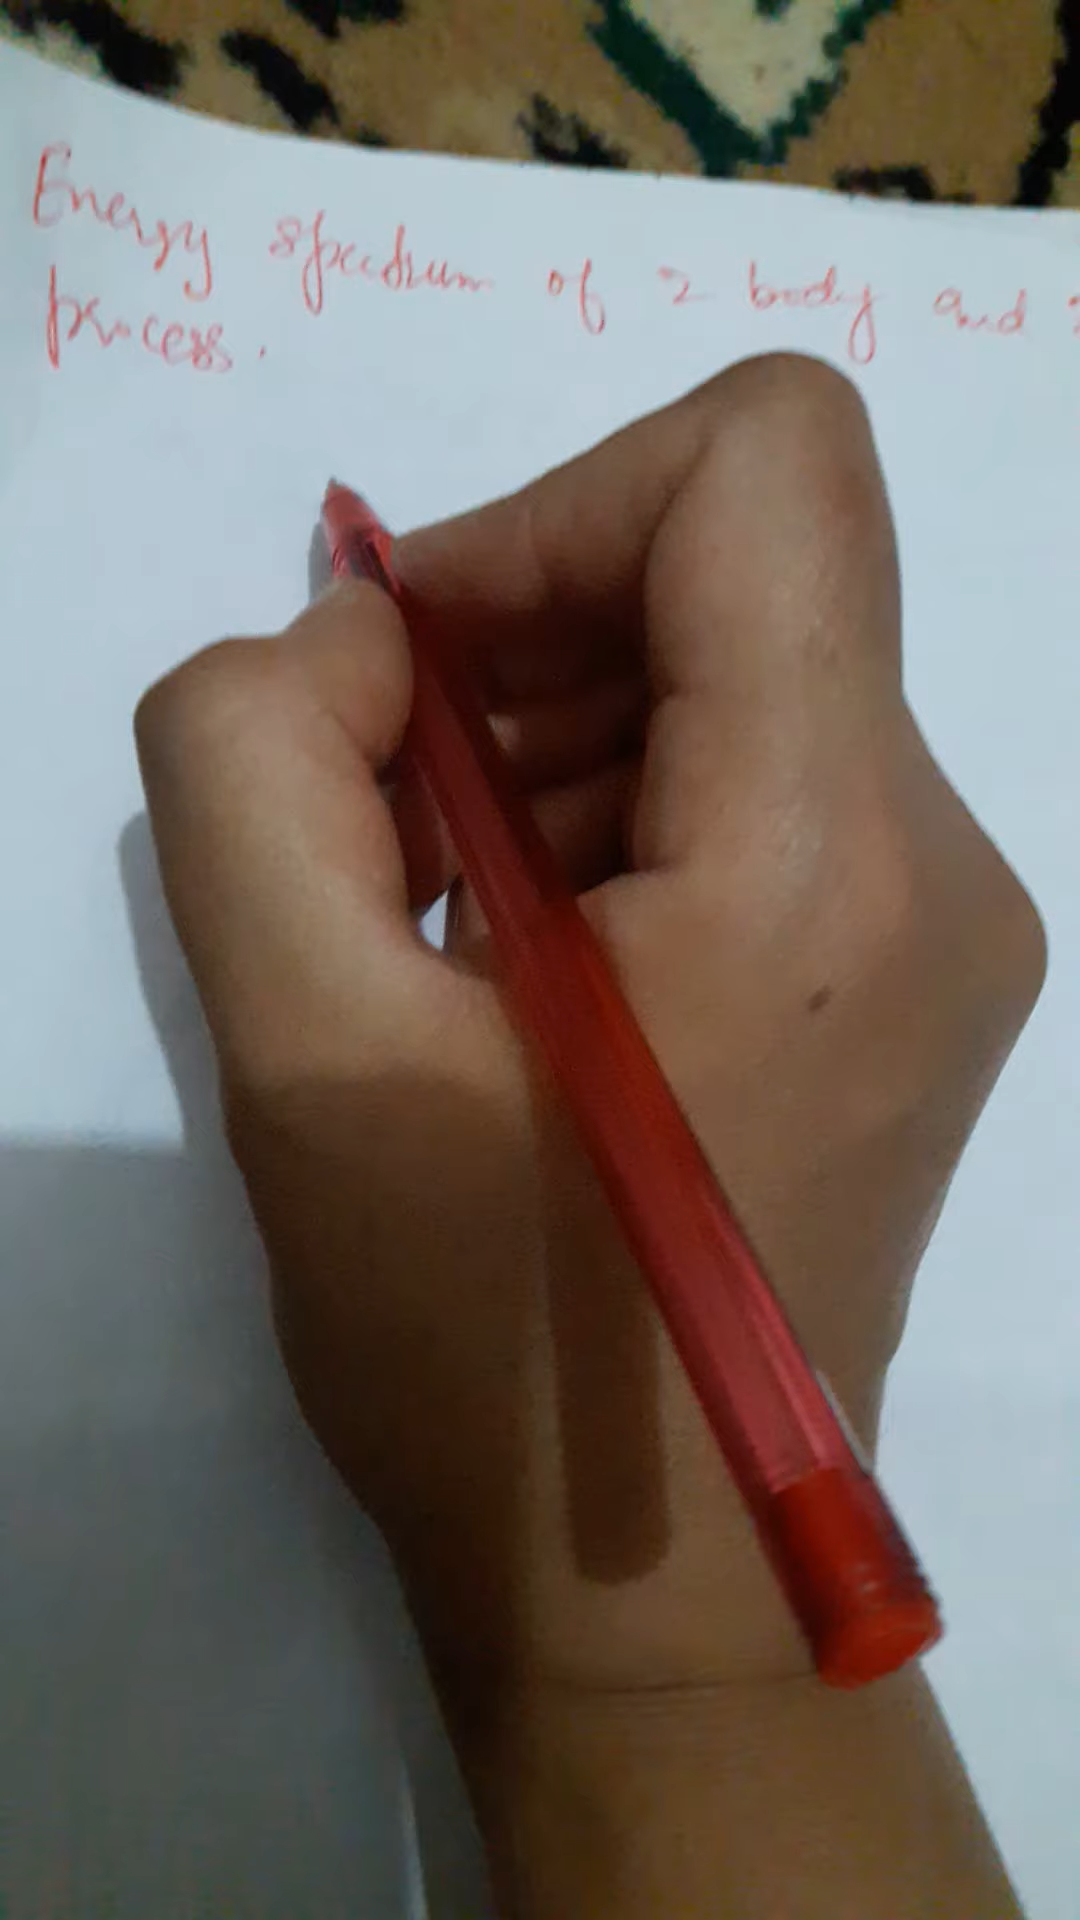 Energy spectrum of 2 body and
process.